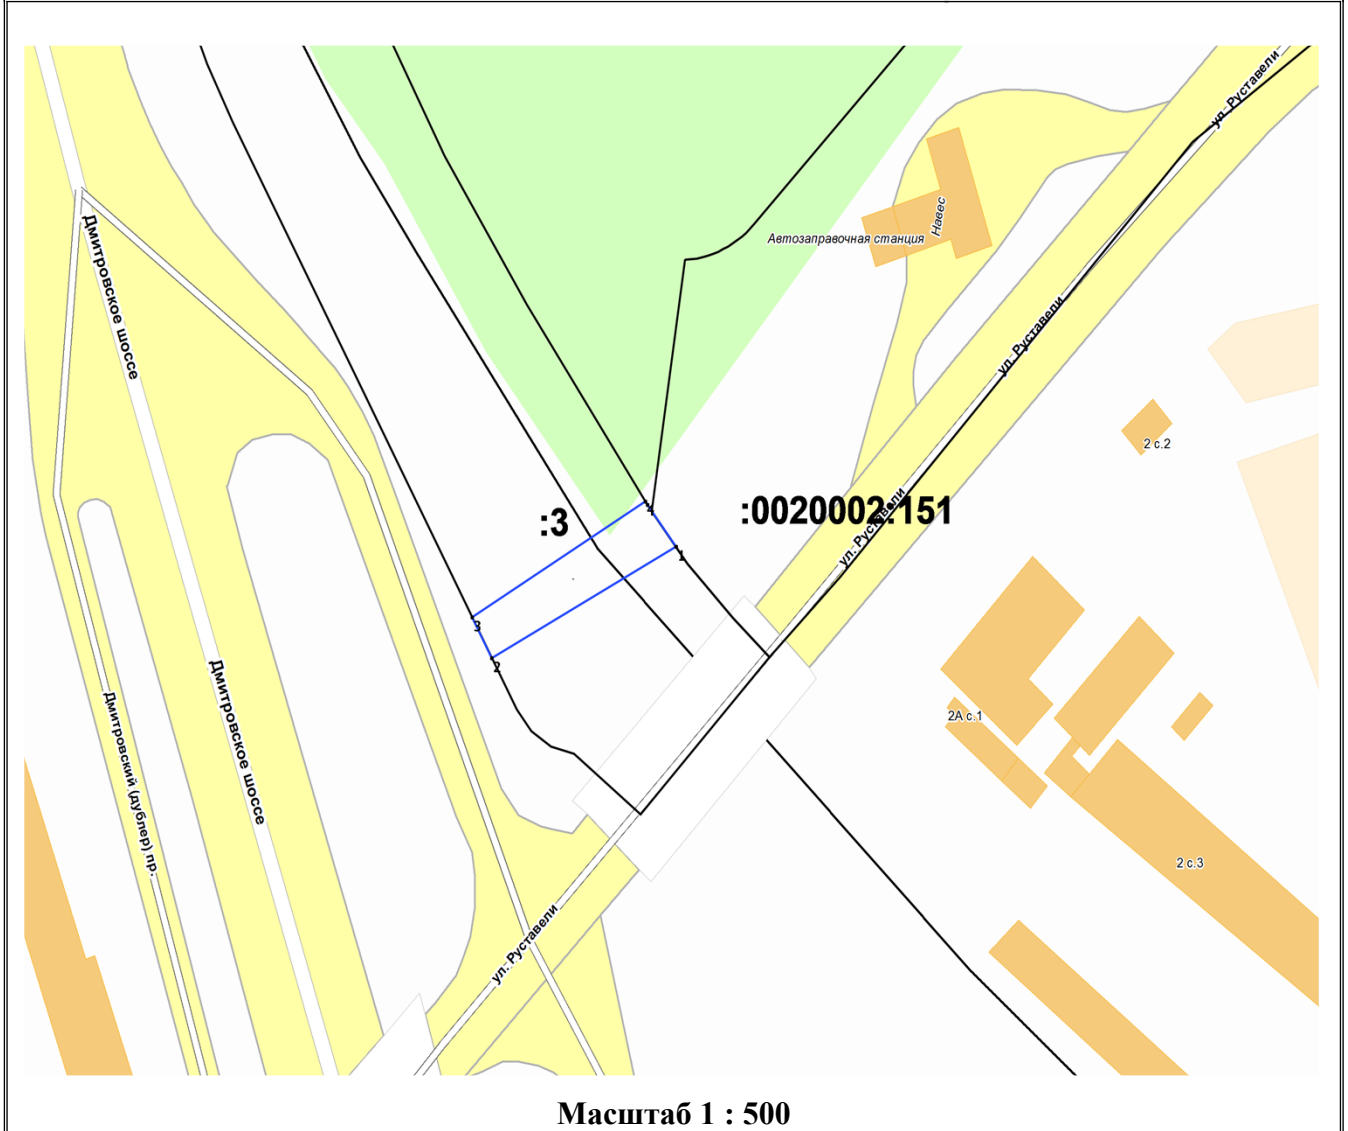 ул. Руставели
Навес
Автозаправочная станция
Дмитровское шоссе
ул. Руставели
2 с.2
:3
4
:0020002:151
ул. Руставели
1
3
2
Дмитровское шоссе
Дмитровский (дублер) пр.
2А с.1
2 с.3
ул. Руставели
Масштаб 1 : 500